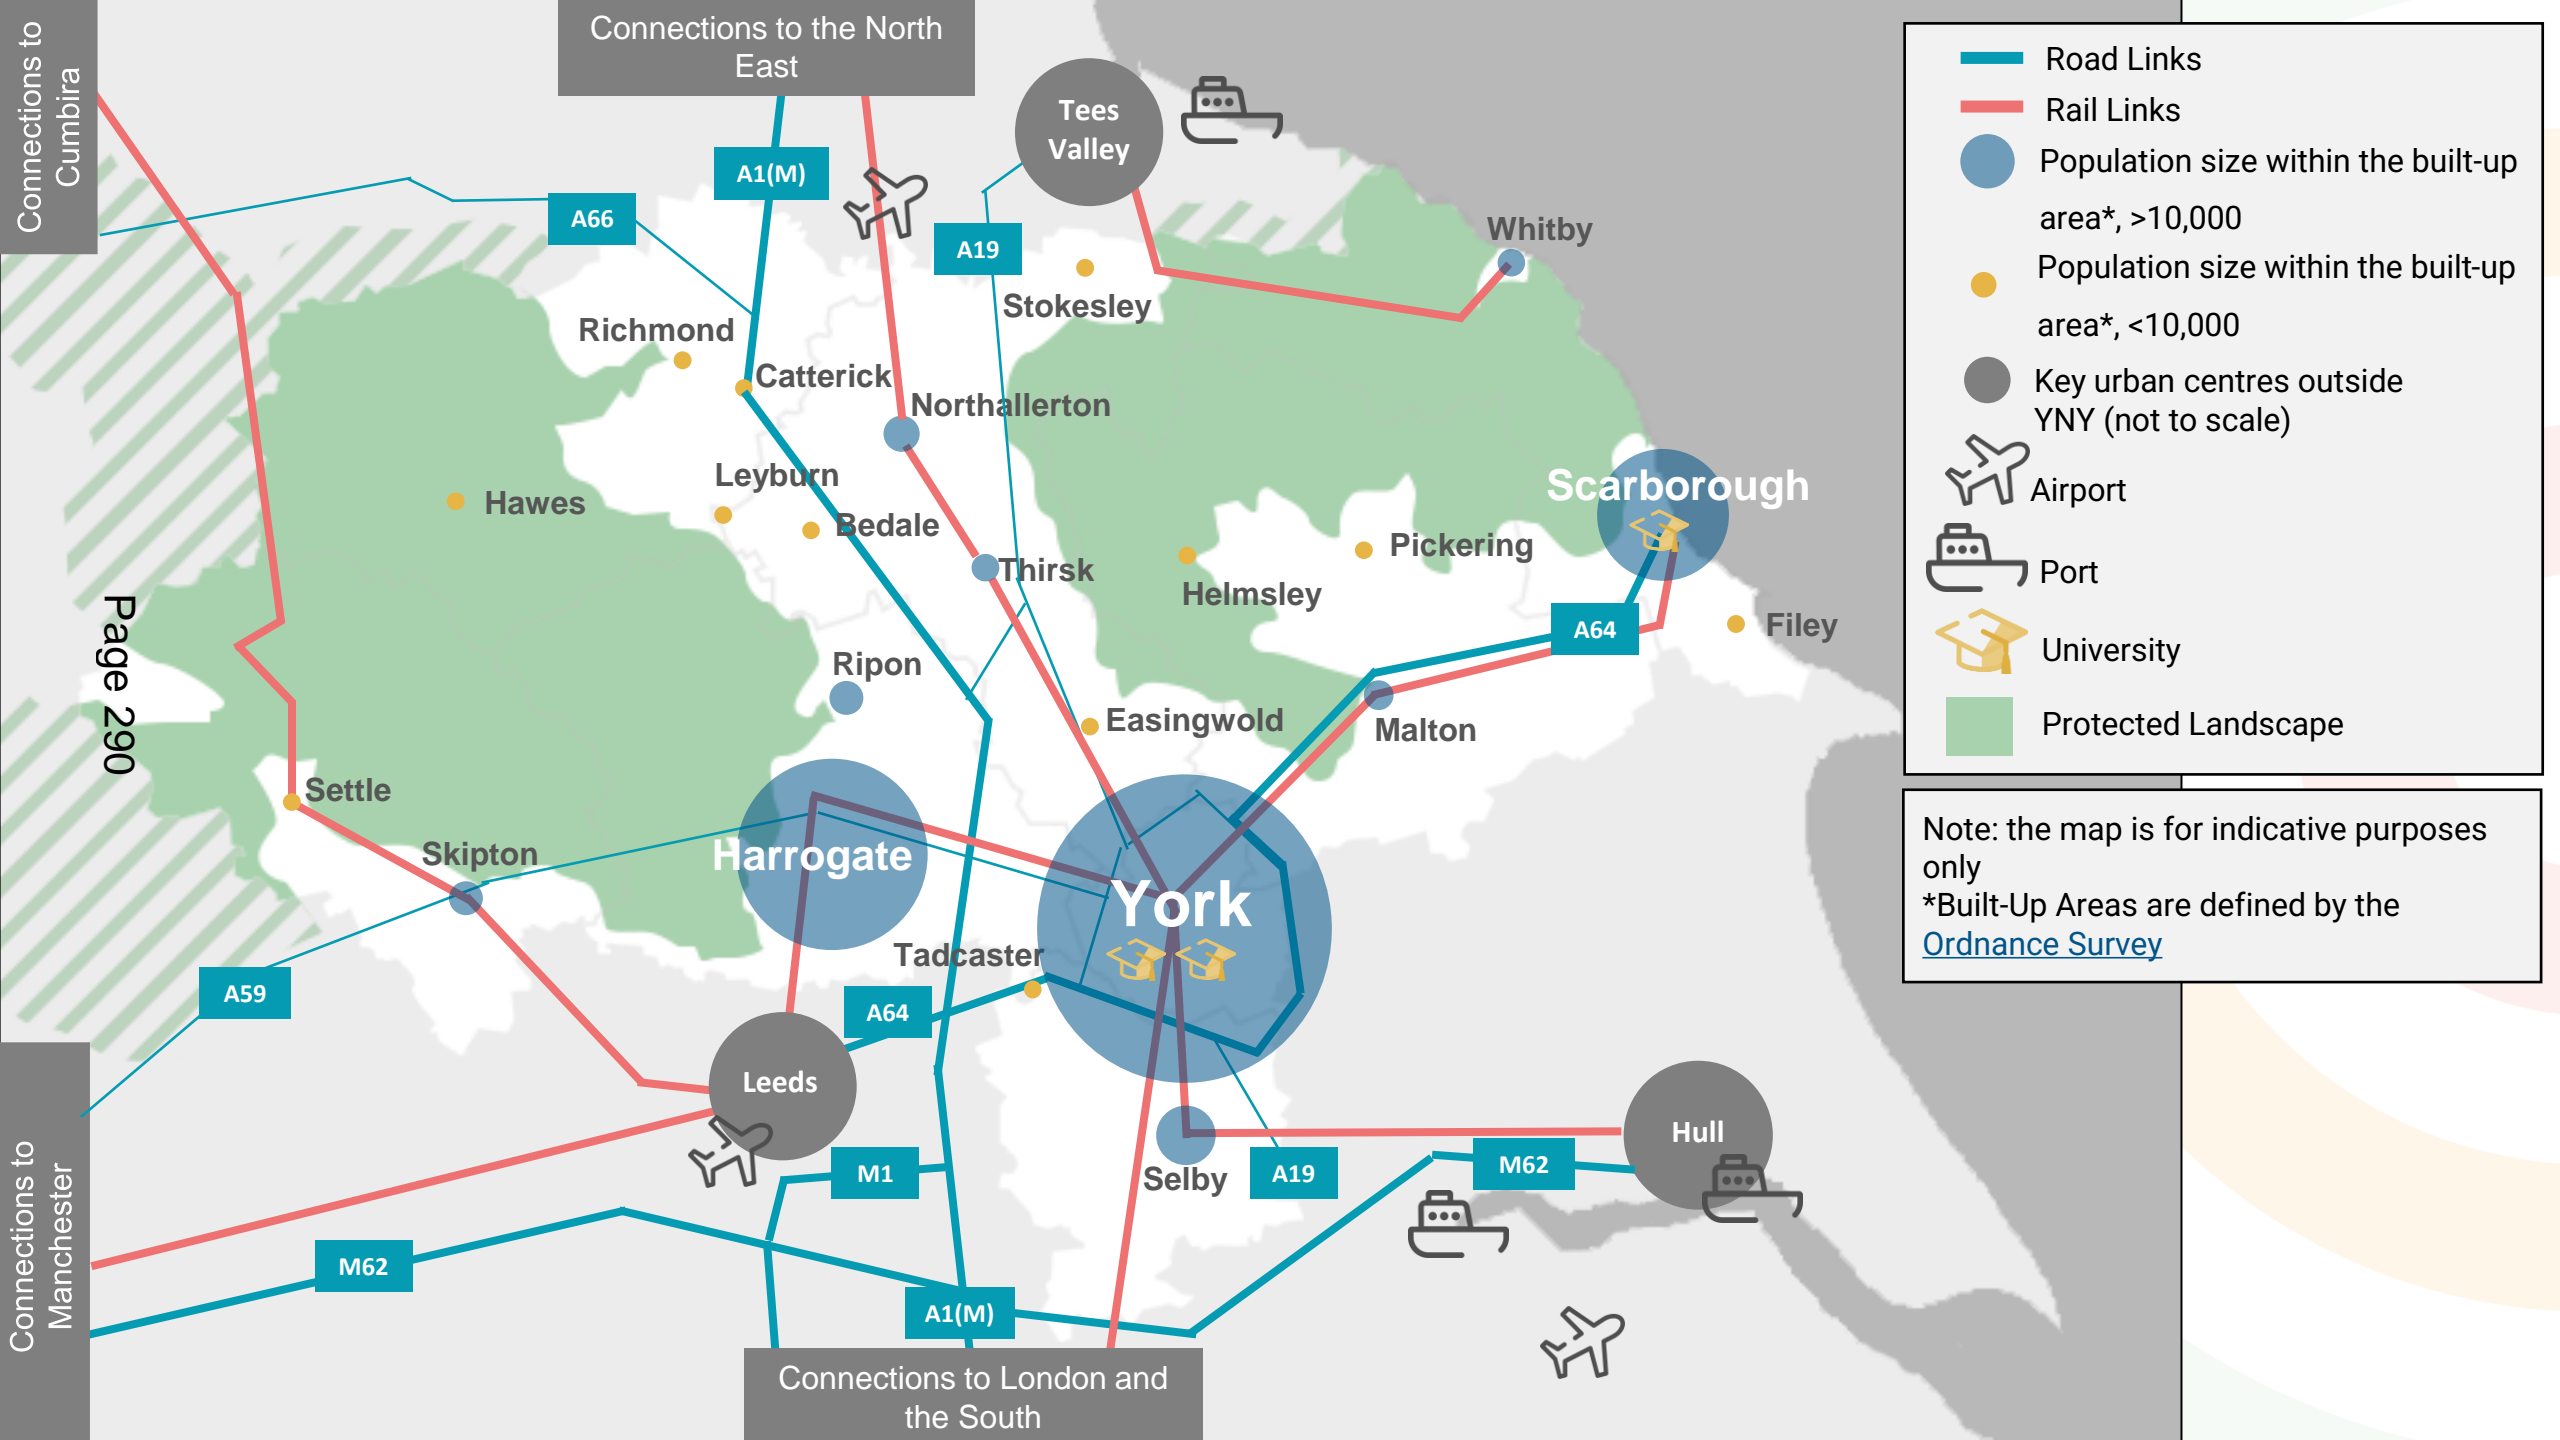 Connections to
Cumbira
Connections to the North
East
Tees
Valley
A1(M)
A66
A19
Whitby
Stokesley
Richmond
Catterick
Northallerton
Leyburn
Hawes
Bedale
Scarborough
Pickering
Thirsk
Helmsley
A64
Filey
Page 290
Ripon
Easingwold
Malton
Settle
Skipton
Harrogate
York
Tadcaster
A59
A64
Leeds
Hull
M1
Selby
A19
M62
Connections to
Manchester
M62
A1(M)
Connections to London and
the South
Road Links
Rail Links
Population size within the built-up
area*, >10,000
Population size within the built-up
area*, <10,000
Key urban centres outside
YNY (not to scale)
Airport
Port
University
Protected Landscape
Note: the map is for indicative purposes
only
*Built-Up Areas are defined by the
Ordnance Survey